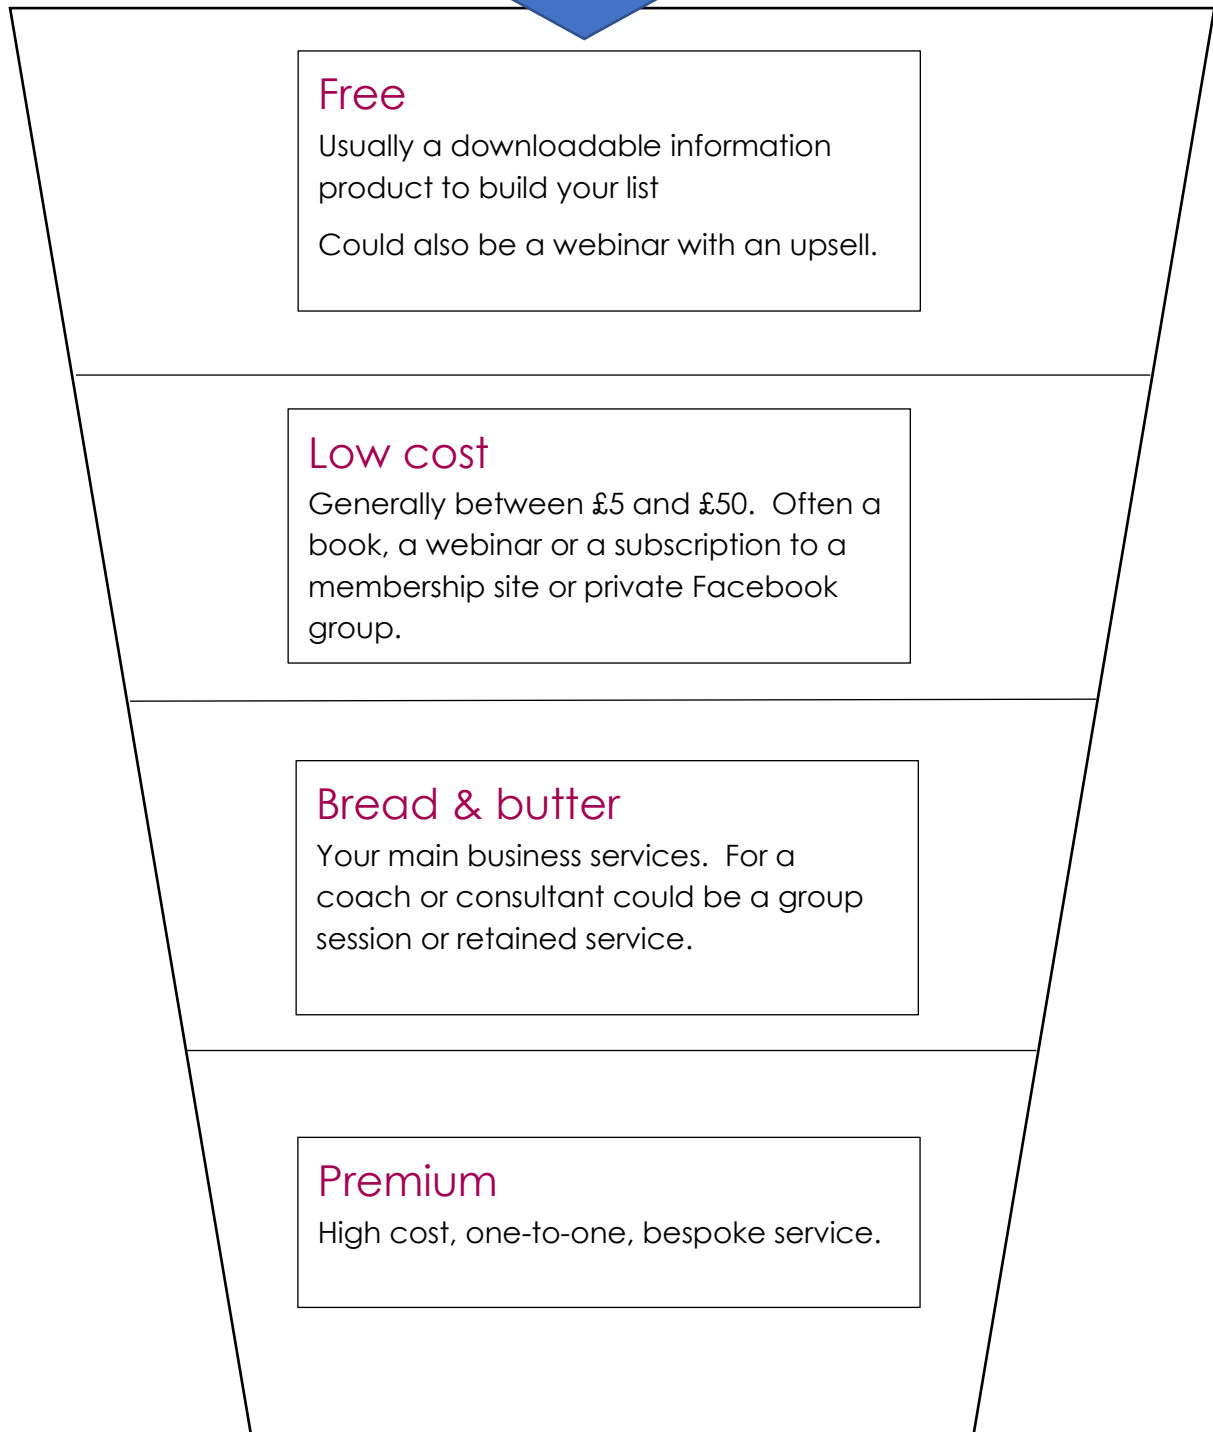 Free
Usually a downloadable information
product to build your list
Could also be a webinar with an upsell.
Low cost
Generally between £5 and £50.  Often a
book, a webinar or a subscription to a
membership site or private Facebook
group.
Bread & butter
Your main business services.  For a
coach or consultant could be a group
session or retained service.
Premium
High cost, one-to-one, bespoke service.